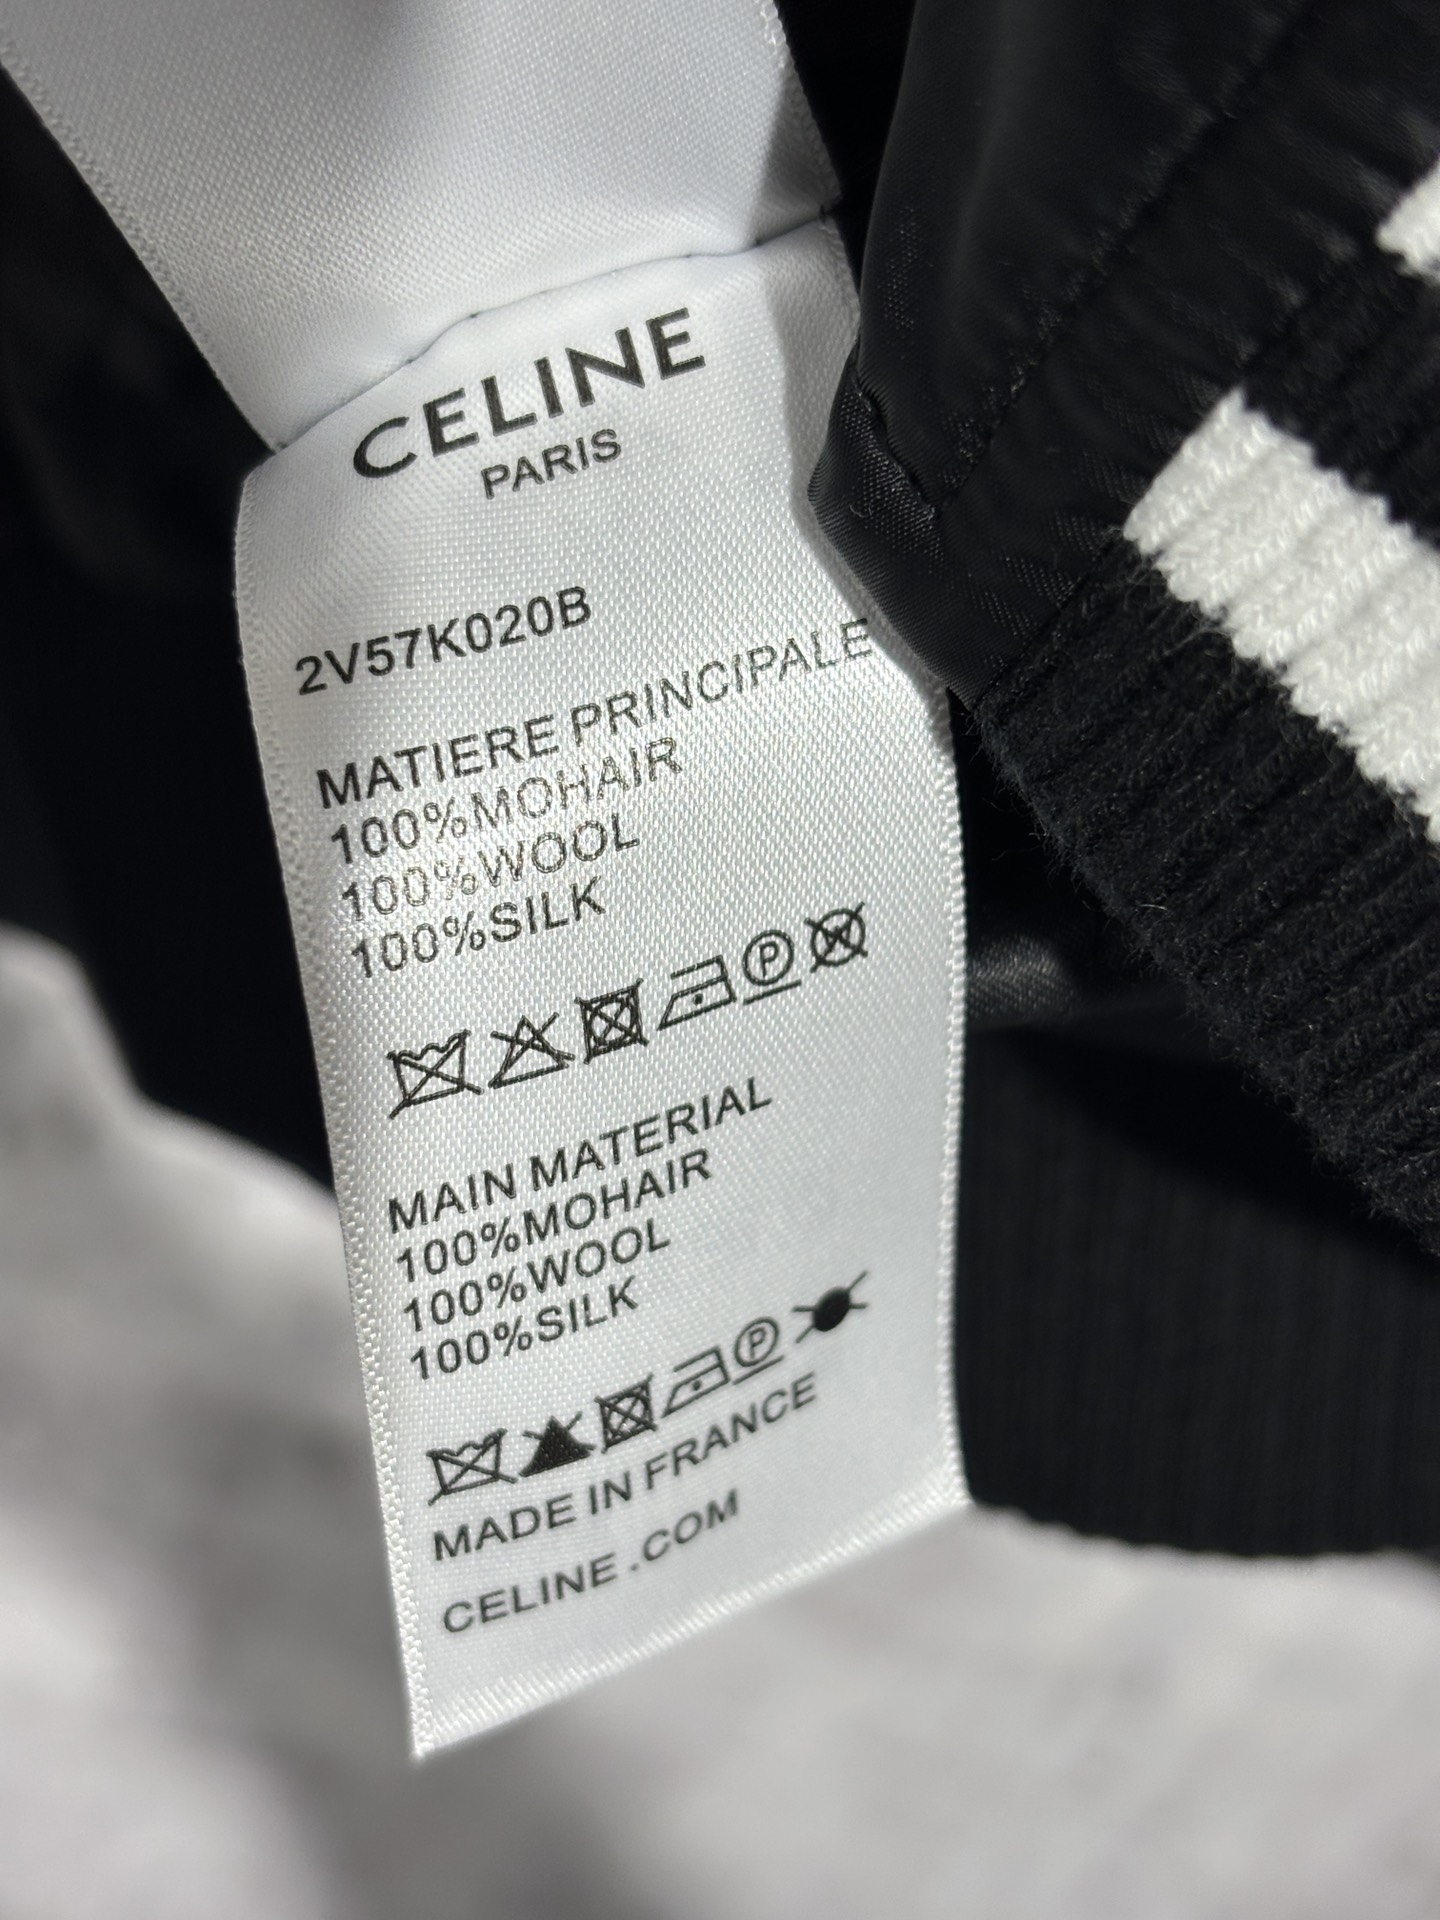 CELINE
PARIS
2V57K020B
MATIERE PRINCIPALE
100%MOHAIR
100%WOOL
100%SILK
P W
MAIN MATERIAL
100%MOHAIR
100%WOOL
100%SILK
P
MADE IN FRANCE
CELINE .COM